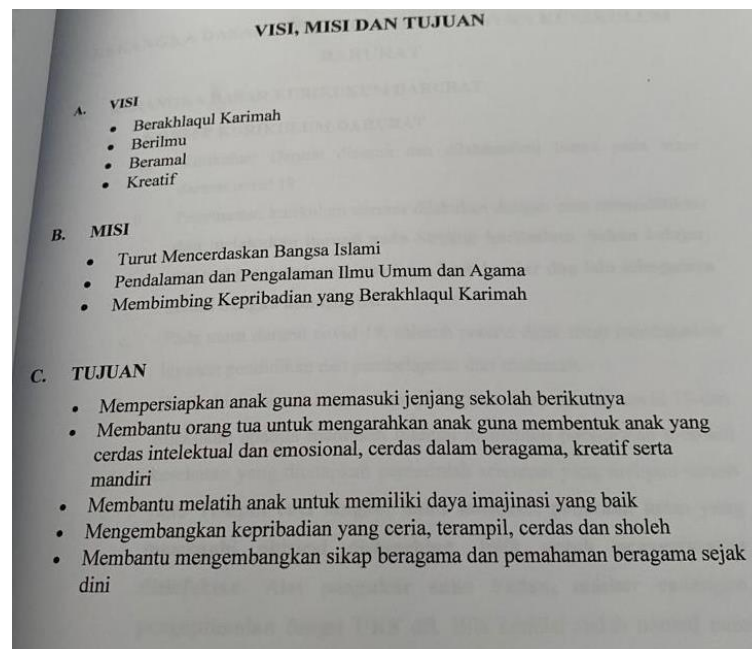 VISI, MISI DAN TUJUAN
A. VISI
• Berakhlaqul Karimah
• Berilmu
• Beramal
• Kreatif
B. MISI
• Turut Mencerdaskan Bangsa Islami
• Pendalaman dan Pengalaman Ilmu Umum dan Agama
• Membimbing Kepribadian yang Berakhlaqul Karimah
C. TUJUAN
• Mempersiapkan anak guna memasuki jenjang sekolah berikutnya
• Membantu orang tua untuk mengarahkan anak guna membentuk anak yang
cerdas intelektual dan emosional, cerdas dalam beragama, kreatif serta
mandiri
• Membantu melatih anak untuk memiliki daya imajinasi yang baik
• Mengembangkan kepribadian yang ceria, terampil, cerdas dan sholeh
• Membantu mengembangkan sikap beragama dan pemahaman beragama sejak
dini